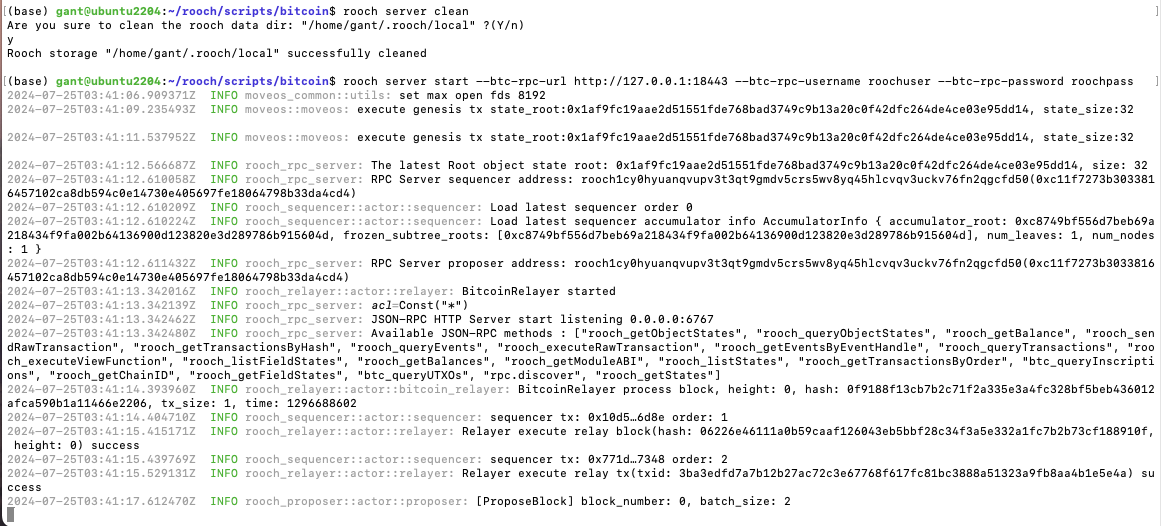 [(base) gant@ubuntu2204:~/rooch/scripts/bitcoin$ rooch server clean ]
Are you sure to clean the rooch data dir: "/home/gant/.rooch/local" ?(Y/n)
y
Rooch storage "/home/gant/.rooch/local" successfully cleaned
[(base) gant@ubuntu2204:~/rooch/scripts/bitcoin$ rooch server start --btc-rpc-url http://127.0.0.1:18443 --btc-rpc-username roochuser --btc-rpc-password roochpass ]
2024-07-25T03:41:06.909371Z INFO moveos_common::utils: set max open fds 8192
2024-07-25T03:41:09.235493Z INFO moveos::moveos: execute genesis tx state_root:0x1af9fc19aae2d51551fde768bad3749c9b13a20c0f42dfc264de4ce03e95dd14, state_size:32
2024-07-25T03:41:11.537952Z INFO moveos::moveos: execute genesis tx state_root:0x1af9fc19aae2d51551fde768bad3749c9b13a20c0f42dfc264de4ce03e95dd14, state_size:32
2024-07-25T03:41:12.566687Z INFO rooch_rpc_server: The latest Root object state root: 0x1af9fc19aae2d51551fde768bad3749c9b13a20c0f42dfc264de4ce03e95dd14, size: 32
2024-07-25T03:41:12.610058Z INFO rooch_rpc_server: RPC Server sequencer address: rooch1cy0hyuanqvupv3t3qt9gmdv5crs5wv8yq45hlcvqv3uckv76fn2qgcfd50(0xc11f7273b303381
6457102ca8db594c0e14730e405697fe18064798b33da4cd4)
2024-07-25T03:41:12.610209Z INFO rooch_sequencer::actor::sequencer: Load latest sequencer order 0
2024-07-25T03:41:12.610224Z INFO rooch_sequencer::actor::sequencer: Load latest sequencer accumulator info AccumulatorInfo { accumulator_root: 0xc8749bf556d7beb69a
218434f9fa002b64136900d123820e3d289786b915604d, frozen_subtree_roots: [0xc8749bf556d7beb69a218434f9fa002b64136900d123820e3d289786b915604d], num_leaves: 1, num_nodes
: 1 }
2024-07-25T03:41:12.611432Z INFO rooch_rpc_server: RPC Server proposer address: rooch1cy0hyuanqvupv3t3qt9gmdv5crs5wv8yq45hlcvqv3uckv76fn2qgcfd50(0xc11f7273b3033816
457102ca8db594c0e14730e405697fe18064798b33da4cd4)
2024-07-25T03:41:13.342016Z INFO rooch_relayer::actor::relayer: BitcoinRelayer started
2024-07-25T03:41:13.342139Z INFO rooch_rpc_server: acl=Const("*")
2024-07-25T03:41:13.342462Z INFO rooch_rpc_server: JSON-RPC HTTP Server start listening 0.0.0.0:6767
2024-07-25T03:41:13.342480Z INFO rooch_rpc_server: Available JSON-RPC methods : ["rooch_getObjectStates", "rooch_queryObjectStates", "rooch_getBalance", "rooch_sen
dRawTransaction", "rooch_getTransactionsByHash", "rooch_queryEvents", "rooch_executeRawTransaction", "rooch_getEventsByEventHandle", "rooch_queryTransactions", "roo
ch_executeViewFunction", "rooch_listFieldStates", "rooch_getBalances", "rooch_getModuleABI", "rooch_listStates", "rooch_getTransactionsByOrder", "btc_queryInscripti
ons", "rooch_getChainID", "rooch_getFieldStates", "btc_queryUTXOs", "rpc.discover", "rooch_getStates"]
2024-07-25T03:41:14.393960Z INFO rooch_relayer::actor::bitcoin_relayer: BitcoinRelayer process block, height: 0, hash: 0f9188f13cb7b2c71f2a335e3a4fc328bf5beb436012
afca590b1a11466e2206, tx_size: 1, time: 1296688602
2024-07-25T03:41:14.404710Z INFO rooch_sequencer::actor::sequencer: sequencer tx: 0x10d5…6d8e order: 1
2024-07-25T03:41:15.415171Z INFO rooch_relayer::actor::relayer: Relayer execute relay block(hash: 06226e46111a0b59caaf126043eb5bbf28c34f3a5e332a1fc7b2b73cf188910f,
height: 0) success
2024-07-25T03:41:15.439769Z INFO rooch_sequencer::actor::sequencer: sequencer tx: 0x771d…7348 order: 2
2024-07-25T03:41:15.529131Z INFO rooch_relayer::actor::relayer: Relayer execute relay tx(txid: 3ba3edfd7a7b12b27ac72c3e67768f617fc81bc3888a51323a9fb8aa4b1e5e4a) su
ccess
2024-07-25T03:41:17.612470Z INFO rooch_proposer::actor::proposer: [ProposeBlock] block_number: 0, batch_size: 2